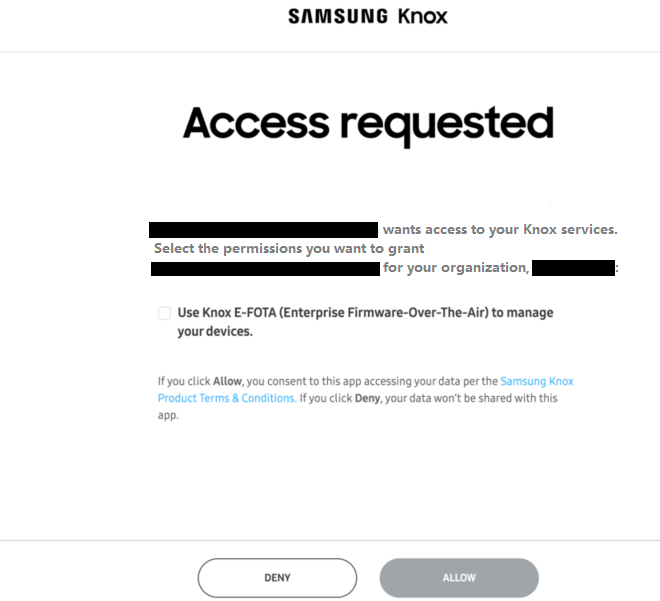 SAMSUNG Knox
Access requested
wants access to your Knox services.
Select the permissions you want to grant
for your organization, :
Use Knox E-FOTA (Enterprise Firmware-Over-The-Air) to manage
your devices.
If you click Allow, you consent to this app accessing your data per the Samsung Knox
Product Terms & Conditions. If you click Deny, your data won't be shared with this
app.
DENY
ALLOW